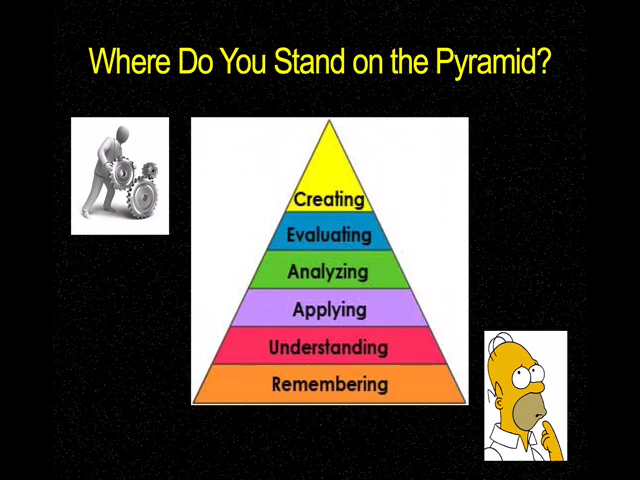 Where Do You Stand on the Pyramid?
Creating
Evaluating
Analyzing
Applying
Understanding
Remembering